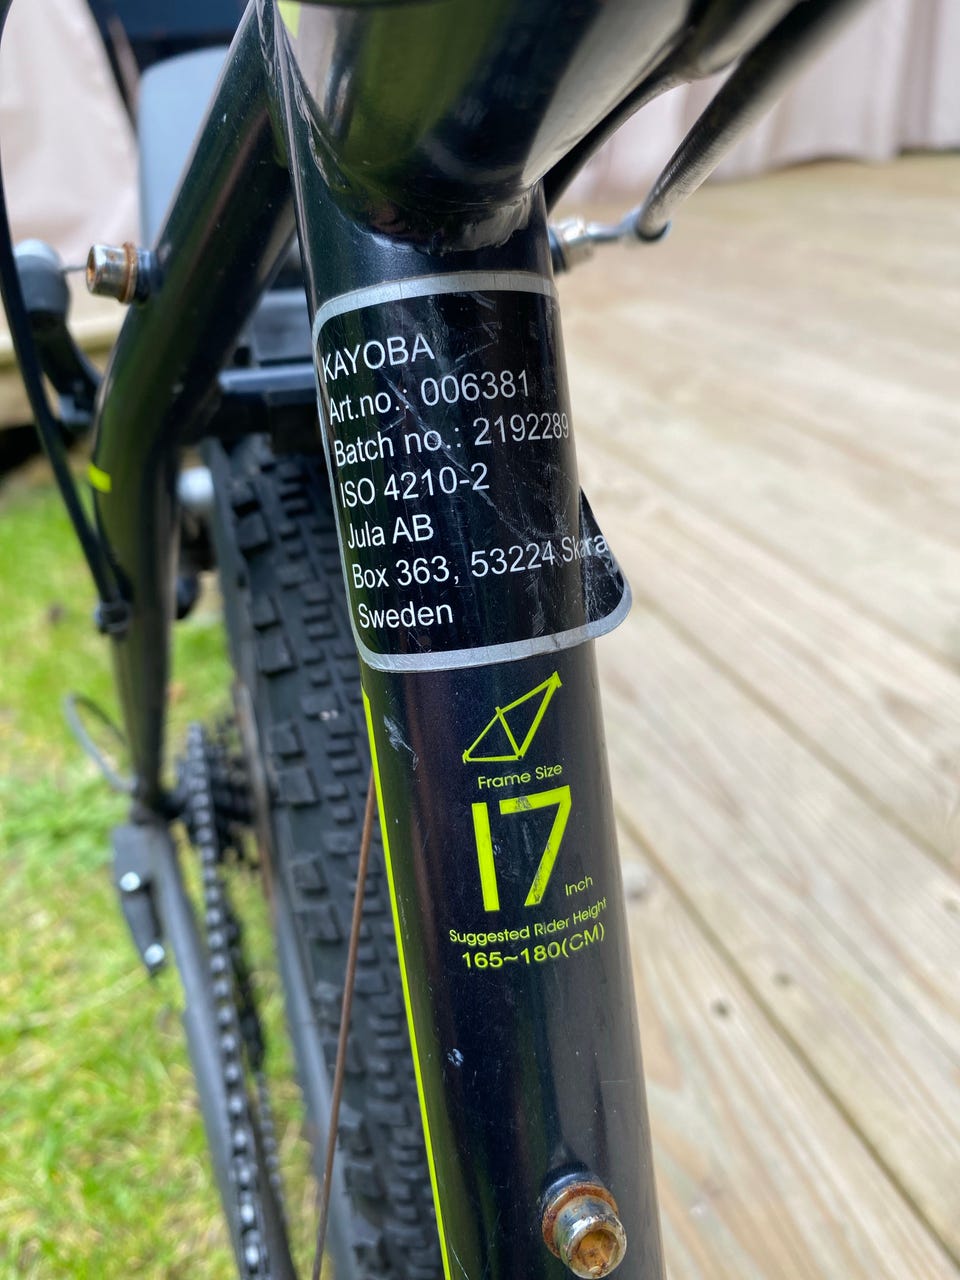 KAYOBA
Art.no.: 006381
Batch no.: 2192289
ISO 4210-2
Jula AB
Box 363, 53224 Skara
Sweden
Frame Size
17
Inch
Suggested Rider Height
165~180(CM)